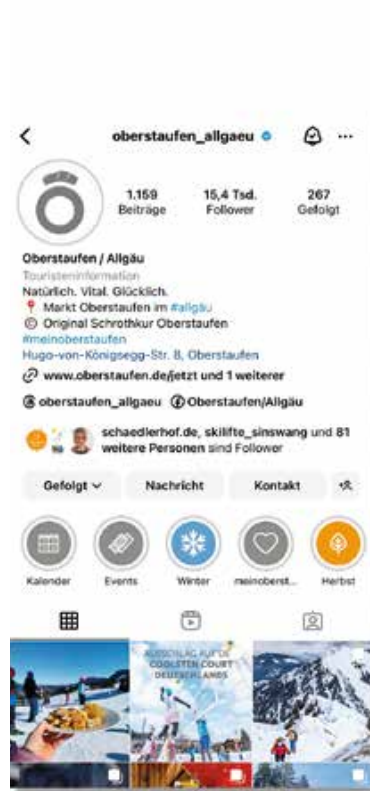 oberstaufen_allgaeu
1.159 15,4 Tsd. 267
Beiträge Follower Gefolgt
Oberstaufen / Allgäu
Touristeninformation
Natürlich. Vital. Glücklich.
📍 Markt Oberstaufen im #allgäu
© Original Schrothkur Oberstaufen
#meinoberstaufen
Hugo-von-Königsegg-Str. 8, Oberstaufen
www.oberstaufen.de/jetzt und 1 weiterer
oberstaufen_allgaeu Oberstaufen/Allgäu
schaedlerhof.de, skilifte_sinswang und 81
weitere Personen sind Follower
Gefolgt Nachricht Kontakt
Kalender Events Winter meinoberst... Herbst
AUFSCHLAG AUF DEM
COOLSTEN COURT
DEUTSCHLANDS